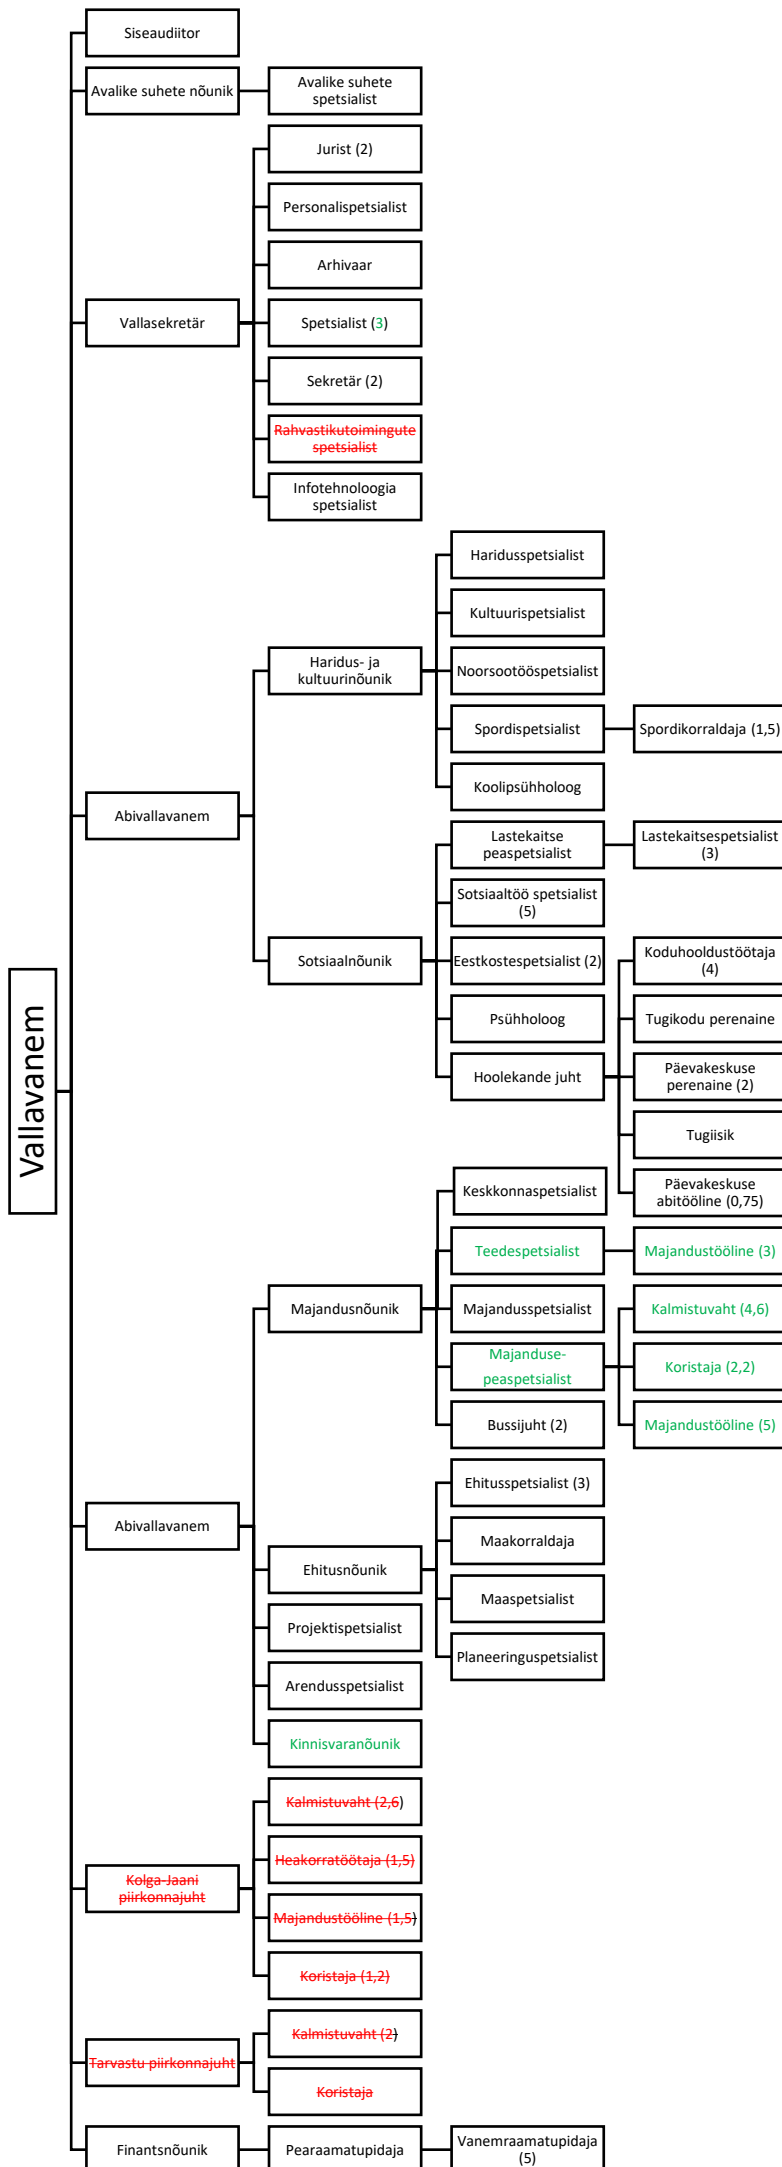 Siseaudiitor
Avalike suhete nõunik
Avalike suhete
spetsialist
Jurist (2)
Personalispetsialist
Arhivaar
Vallasekretär
Spetsialist (3)
Sekretär (2)
Rahvastikutoimingute
spetsialist
Infotehnoloogia
spetsialist
Haridusspetsialist
Kultuurispetsialist
Haridus- ja
kultuurinõunik
Noorsootööspetsialist
Spordispetsialist
Spordikorraldaja (1,5)
Koolipsühholoog
Abivallavanem
Lastekaitse
peaspetsialist
Lastekaitsespetsialist
(3)
Sotsiaaltöö spetsialist
(5)
Sotsiaalnõunik
Eestkostespetsialist (2)
Koduhooldustöötaja
(4)
Psühholoog
Tugikodu perenaine
Hoolekande juht
Päevakeskuse
perenaine (2)
Vallavanem
Tugiisik
Päevakeskuse
abitööline (0,75)
Keskkonnaspetsialist
Teedespetsialist
Majandustööline (3)
Majandusnõunik
Majandusspetsialist
Kalmistuvaht (4,6)
Majanduse-
peaspetsialist
Koristaja (2,2)
Bussijuht (2)
Majandustööline (5)
Ehitusspetsialist (3)
Abivallavanem
Maakorraldaja
Ehitusnõunik
Maaspetsialist
Projektispetsialist
Planeeringuspetsialist
Arendusspetsialist
Kinnisvaranõunik
Kalmistuvaht (2,6)
Heakorratöötaja (1,5)
Kolga-Jaani
piirkonnajuht
Majandustööline (1,5)
Koristaja (1,2)
Kalmistuvaht (2)
Tarvastu piirkonnajuht
Koristaja
Finantsnõunik
Pearaamatupidaja
Vanemraamatupidaja
(5)